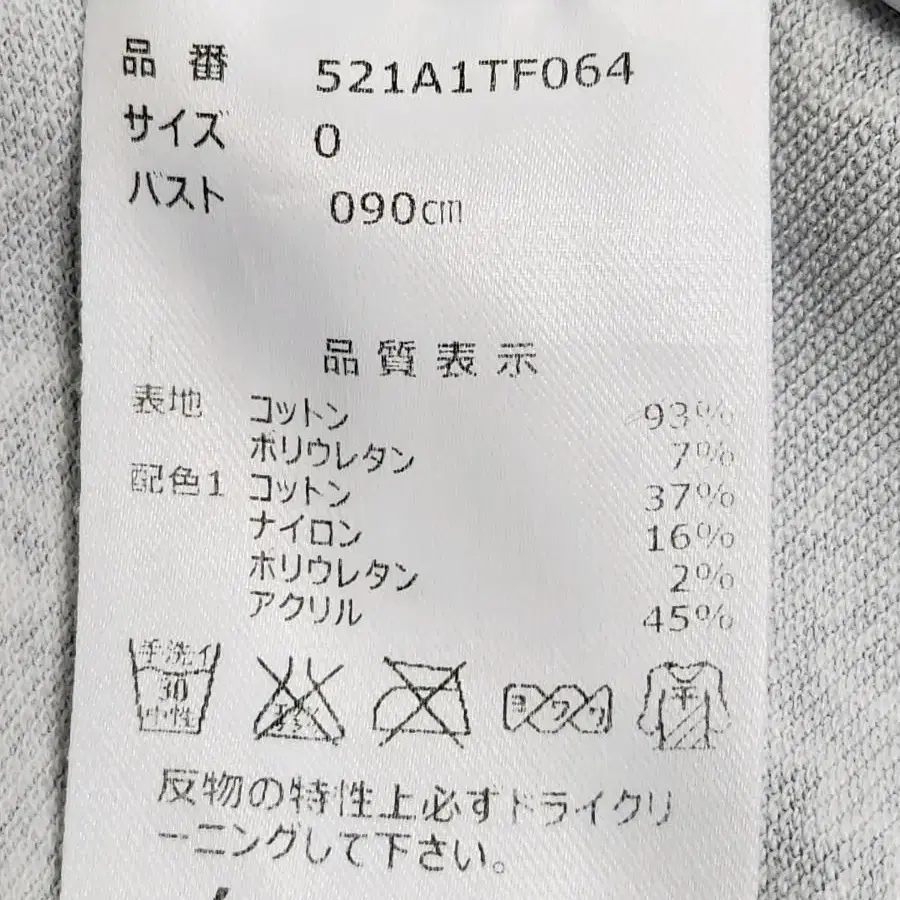 品番 521A1TF064
サイズ 0
バスト 090cm
品質表示
表地 コットン 93%
ポリウレタン 7%
配色1 コットン 37%
ナイロン 16%
ポリウレタン 2%
アクリル 45%
手洗イ
30
中性
ヨワク
平
反物の特性上必ずドライクリ
ーニングして下さい。